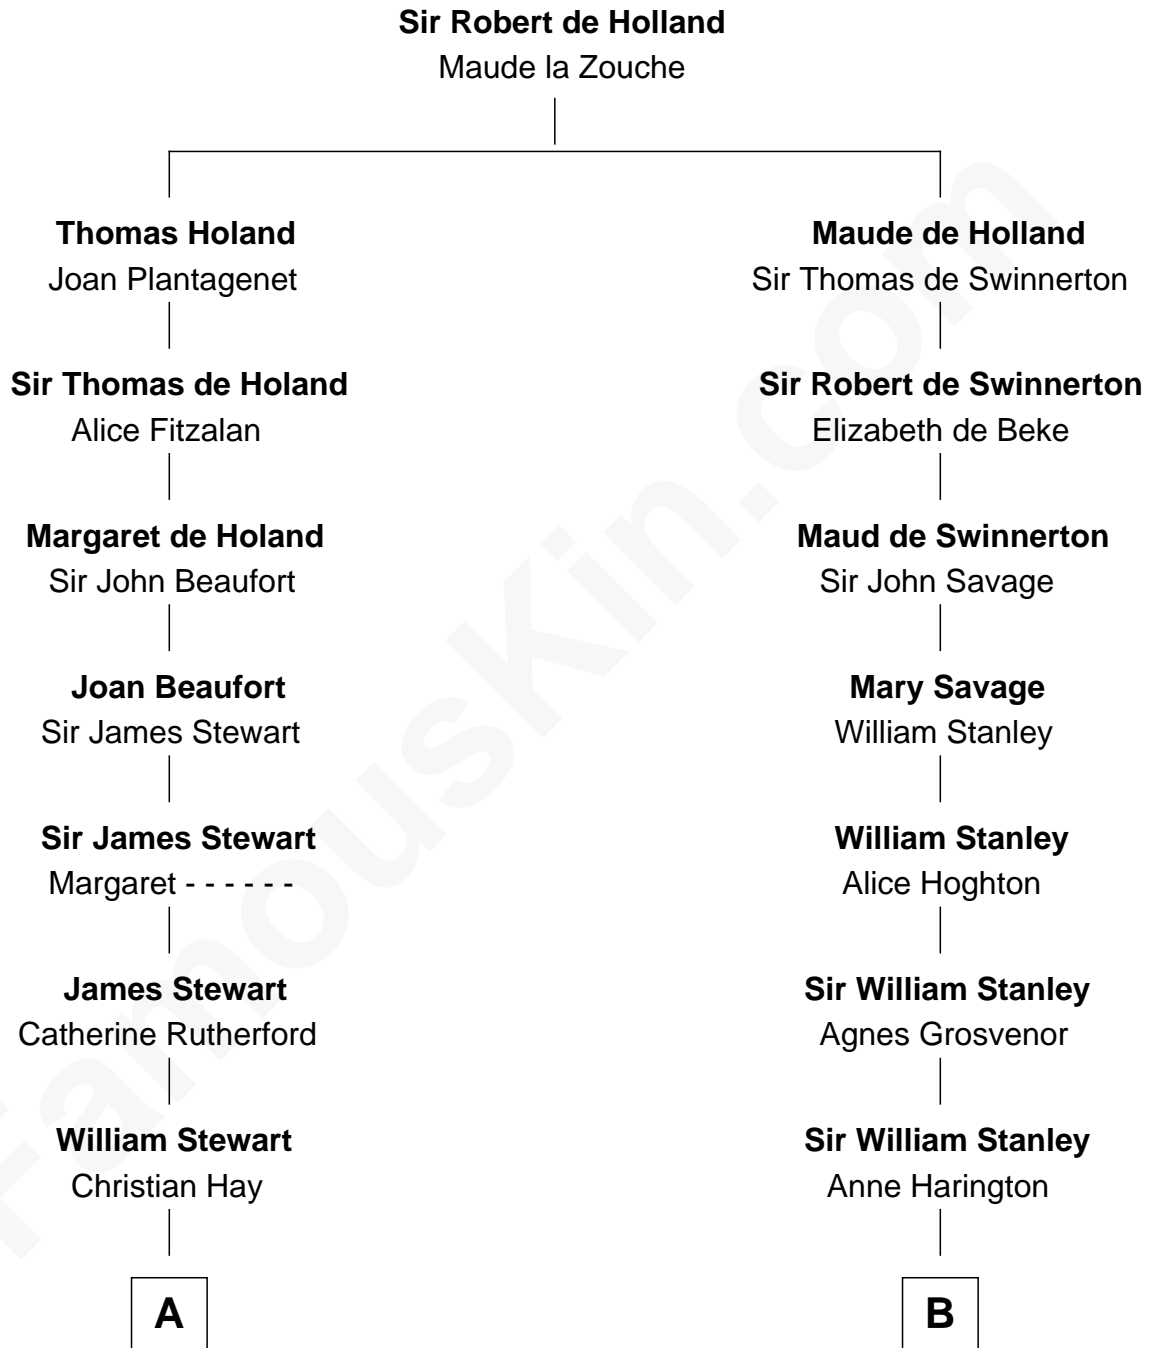 Sir Robert de Holland
Maude la Zouche
Thomas Holand
Joan Plantagenet
Maude de Holland
Sir Thomas de Swinnerton
Sir Thomas de Holand
Alice Fitzalan
Sir Robert de Swinnerton
Elizabeth de Beke
Margaret de Holand
Sir John Beaufort
Maud de Swinnerton
Sir John Savage
Joan Beaufort
Sir James Stewart
Mary Savage
William Stanley
Sir James Stewart
Margaret - - - - - -
William Stanley
Alice Hoghton
James Stewart
Catherine Rutherford
Sir William Stanley
Agnes Grosvenor
William Stewart
Christian Hay
Sir William Stanley
Anne Harington
A
B
FamousKin.com